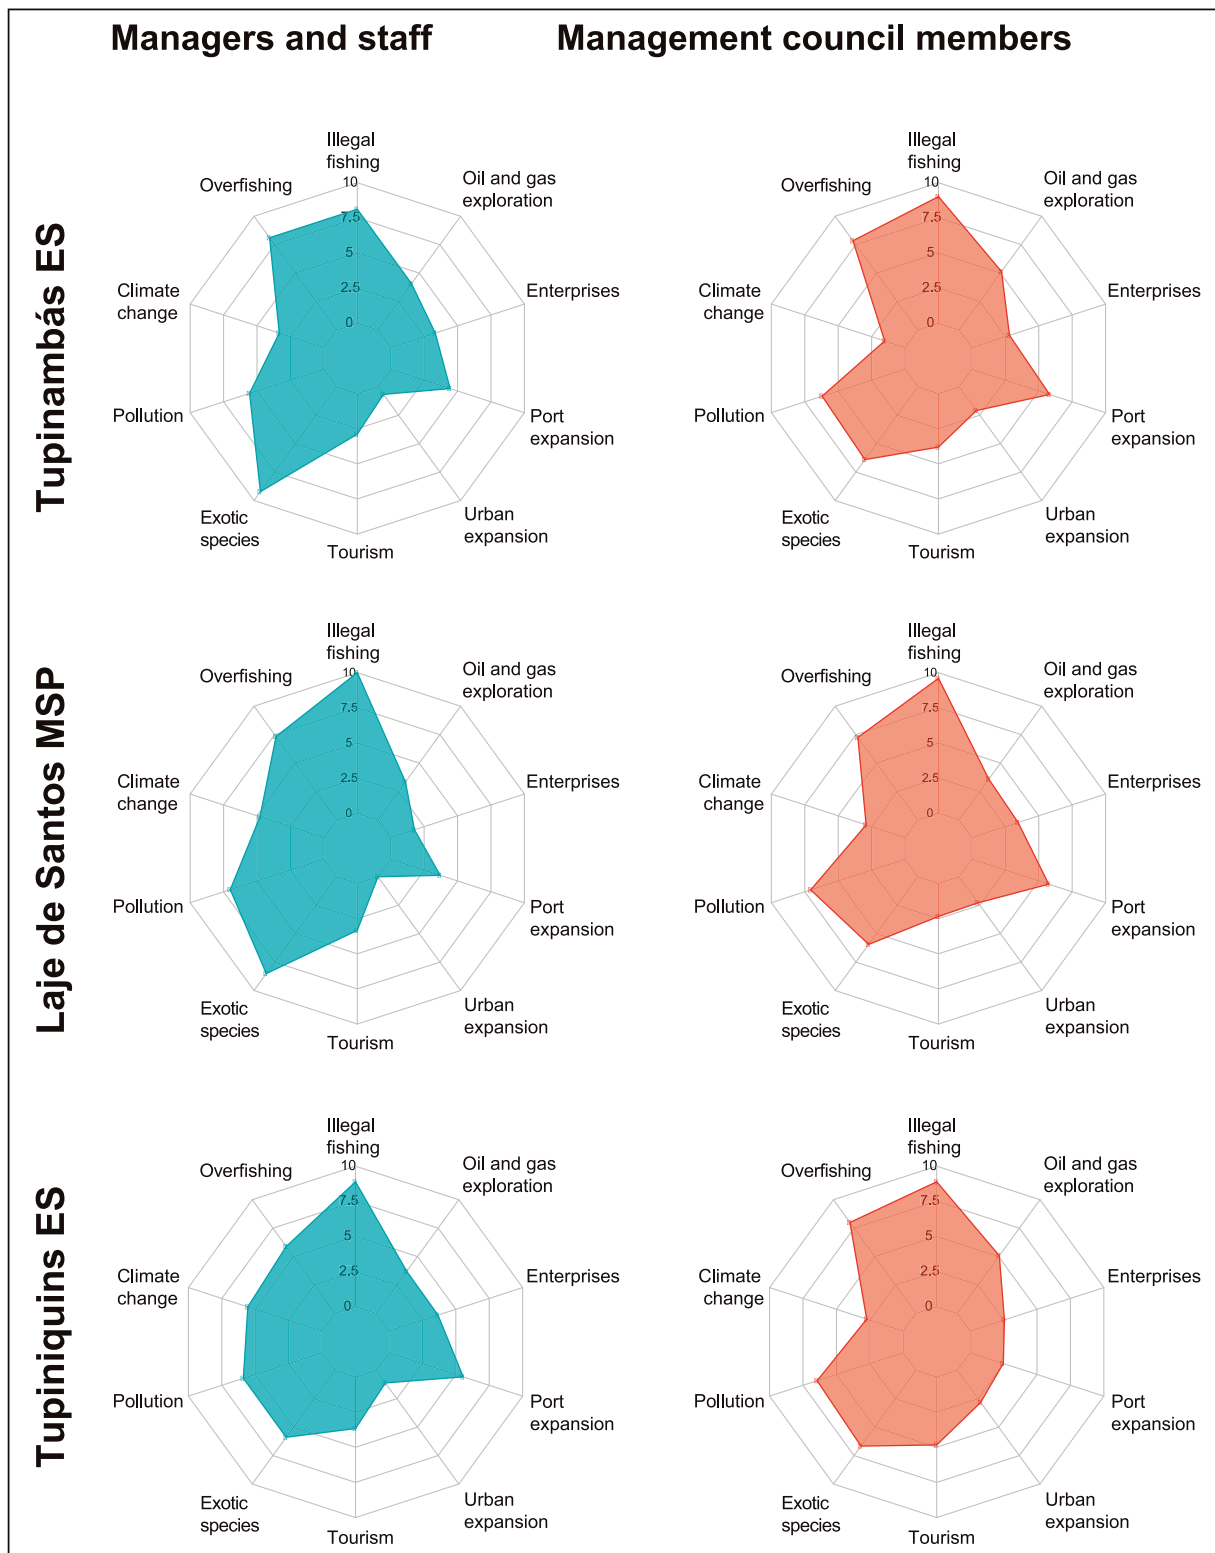 Managers and staff
Management council members
Tupinambás ES
Illegal
fishing
Oil and gas
exploration
Enterprises
Port
expansion
Urban
expansion
Tourism
Exotic
species
Pollution
Climate
change
Overfishing
10
7.5
5
2.5
0
Illegal
fishing
Oil and gas
exploration
Enterprises
Port
expansion
Urban
expansion
Tourism
Exotic
species
Pollution
Climate
change
Overfishing
10
7.5
5
2.5
0
Laje de Santos MSP
Illegal
fishing
Oil and gas
exploration
Enterprises
Port
expansion
Urban
expansion
Tourism
Exotic
species
Pollution
Climate
change
Overfishing
10
7.5
5
2.5
0
Illegal
fishing
Oil and gas
exploration
Enterprises
Port
expansion
Urban
expansion
Tourism
Exotic
species
Pollution
Climate
change
Overfishing
10
7.5
5
2.5
0
Tupiniquins ES
Illegal
fishing
Oil and gas
exploration
Enterprises
Port
expansion
Urban
expansion
Tourism
Exotic
species
Pollution
Climate
change
Overfishing
10
7.5
5
2.5
0
Illegal
fishing
Oil and gas
exploration
Enterprises
Port
expansion
Urban
expansion
Tourism
Exotic
species
Pollution
Climate
change
Overfishing
10
7.5
5
2.5
0